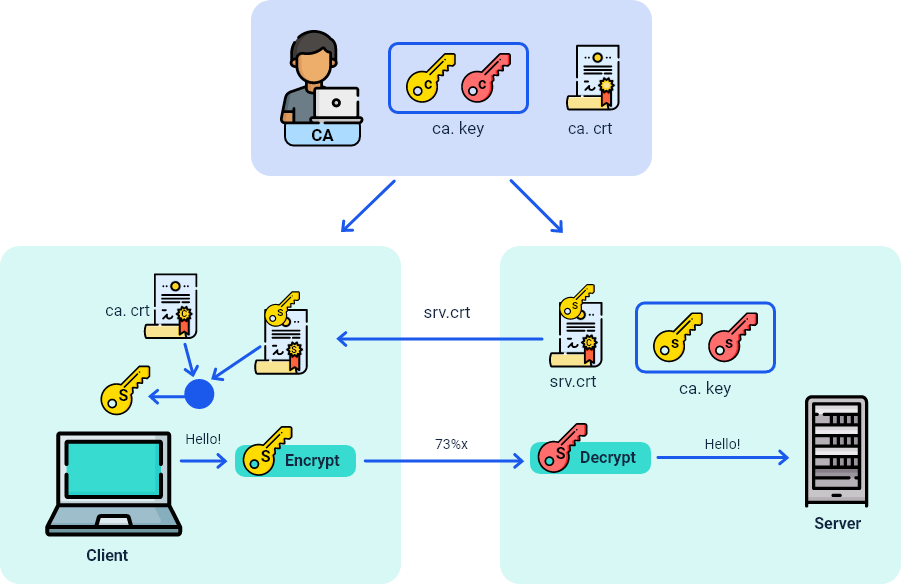 C
C
CA
ca. key
ca. crt
ca. crt
C
S
S
srv.crt
S
C
srv.crt
S
S
ca. key
S
Hello!
S
Encrypt
73%x
S
Decrypt
Hello!
Client
Server